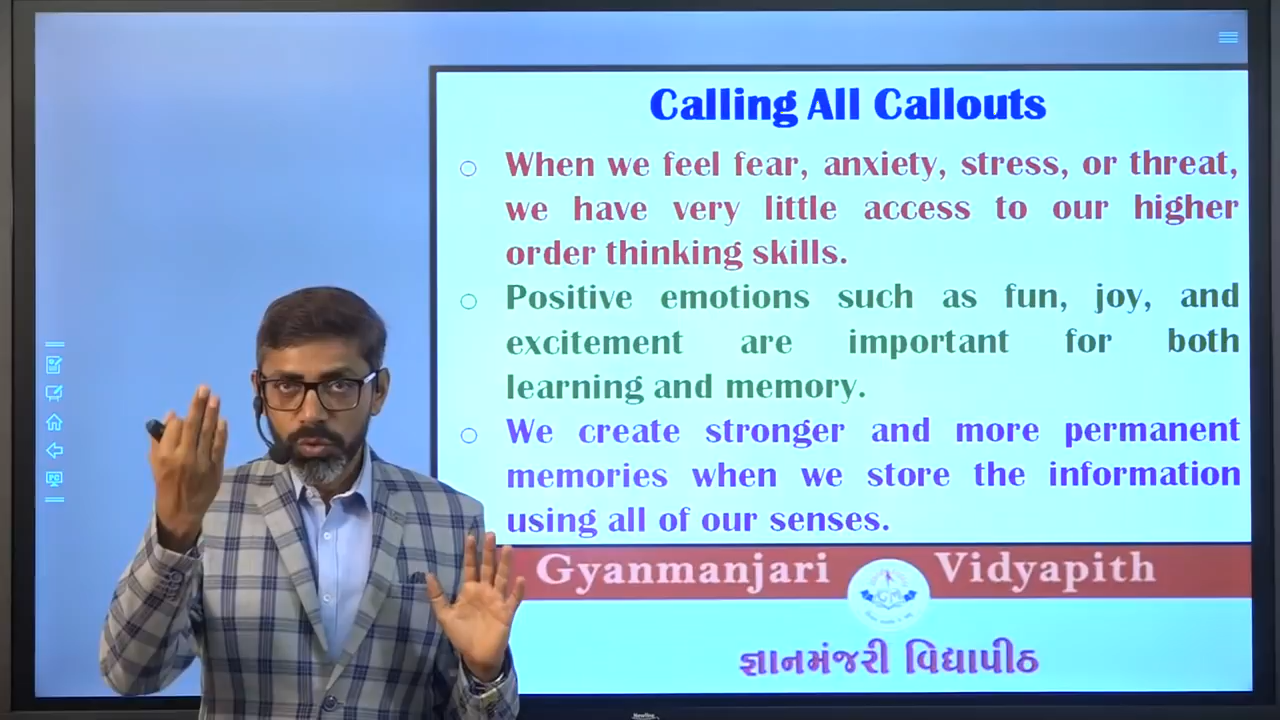 Calling All Callouts
When we feel fear, anxiety, stress, or threat,
we have very little access to our higher
order thinking skills.
Positive emotions such as fun, joy, and
excitement are important for both
learning and memory.
We create stronger and more permanent
memories when we store the information
using all of our senses.
Gyanmanjari Vidyapith
GM
જ્ઞાનમંજરી વિદ્યાપીઠ